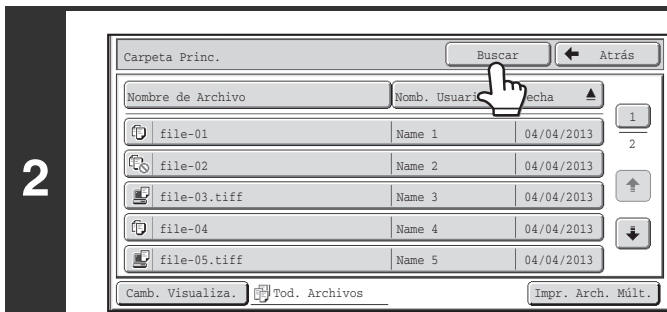 2
Carpeta Princ. Buscar Atrás
Nombre de Archivo Nomb. Usuari echa
file-01 Name 1 04/04/2013 1
2
file-02 Name 2 04/04/2013
file-03.tiff Name 3 04/04/2013
file-04 Name 4 04/04/2013
file-05.tiff Name 5 04/04/2013
Camb. Visualiza. Tod. Archivos Impr. Arch. Múlt.